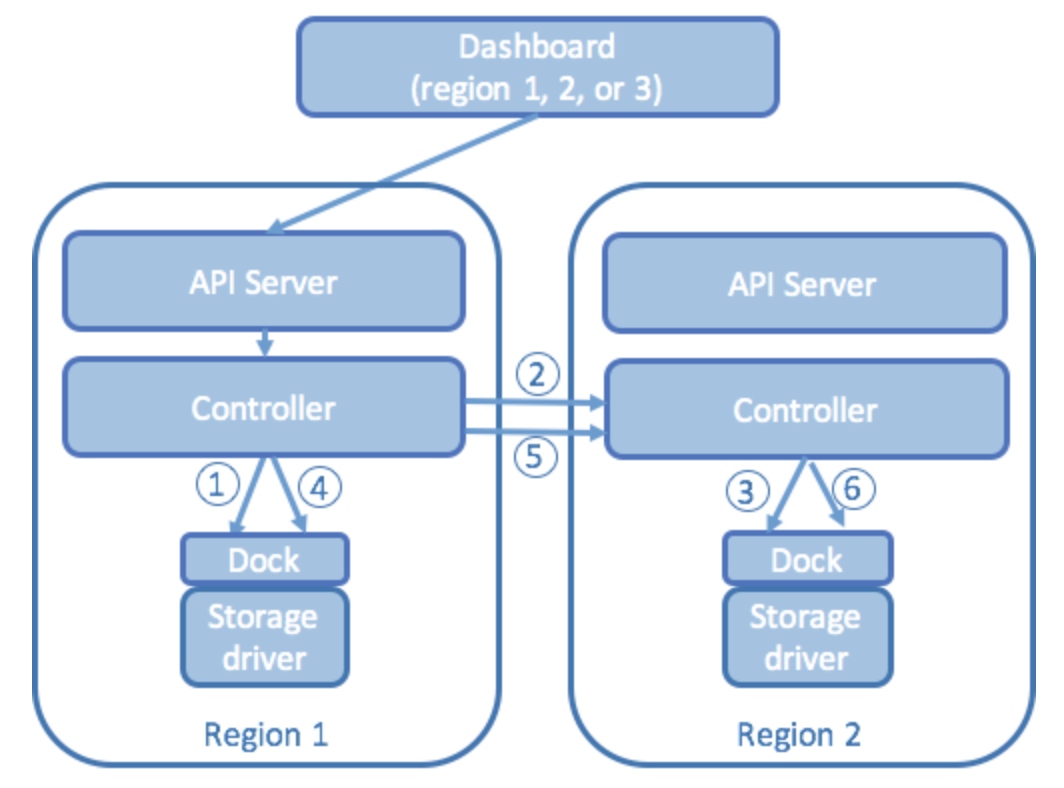 Dashboard
(region 1, 2, or 3)
API Server
API Server
Controller
②
⑤
Controller
①
④
③
⑥
Dock
Dock
Storage
driver
Storage
driver
Region 1
Region 2